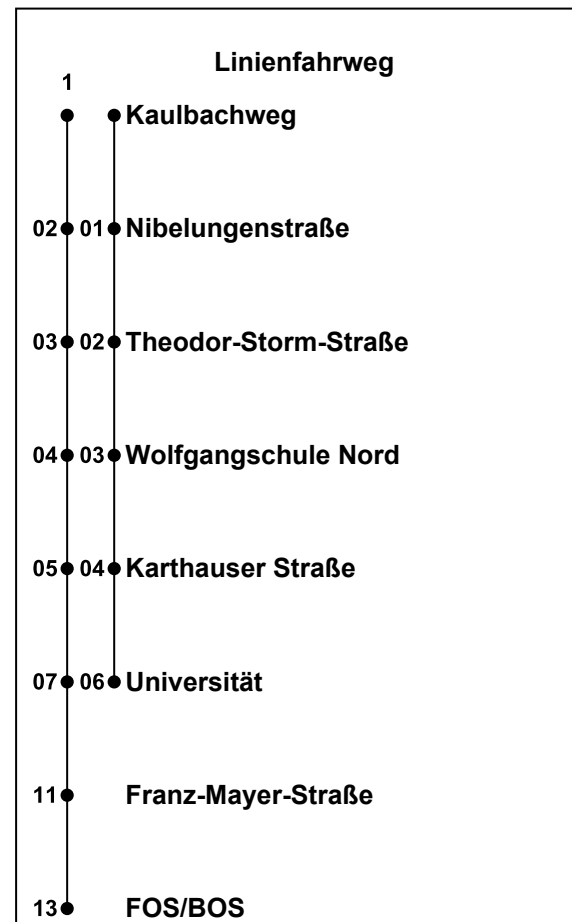 Linienfahrweg
1
Kaulbachweg
02 01 Nibelungenstraße
03 02 Theodor-Storm-Straße
04 03 Wolfgangschule Nord
05 04 Karthauser Straße
07 06 Universität
11 Franz-Mayer-Straße
13 FOS/BOS